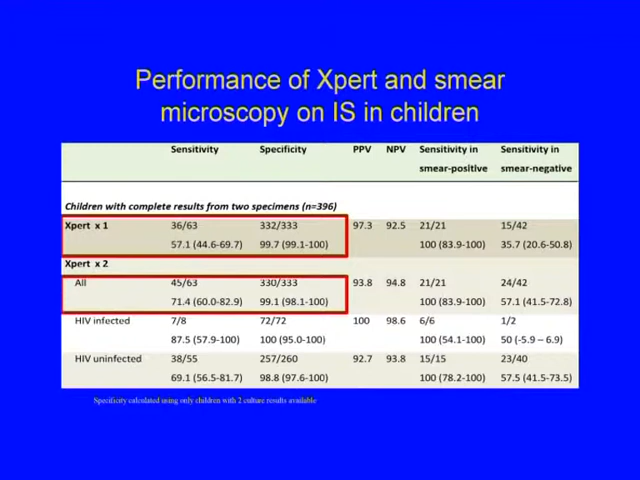 Performance of Xpert and smear
microscopy on IS in children
Sensitivity Specificity PPV NPV Sensitivity in smear-positive Sensitivity in smear-negative
Children with complete results from two specimens (n=396)
Xpert x 1 36/63 332/333 97.3 92.5 21/21 15/42
57.1 (44.6-69.7) 99.7 (99.1-100) 100 (83.9-100) 35.7 (20.6-50.8)
Xpert x 2
All 45/63 330/333 93.8 94.8 21/21 24/42
71.4 (60.0-82.9) 99.1 (98.1-100) 100 (83.9-100) 57.1 (41.5-72.8)
HIV infected 7/8 72/72 100 98.6 6/6 1/2
87.5 (57.9-100) 100 (95.0-100) 100 (54.1-100) 50 (-5.9 – 6.9)
HIV uninfected 38/55 257/260 92.7 93.8 15/15 23/40
69.1 (56.5-81.7) 98.8 (97.6-100) 100 (78.2-100) 57.5 (41.5-73.5)
Specificity calculated using only children with 2 culture results available